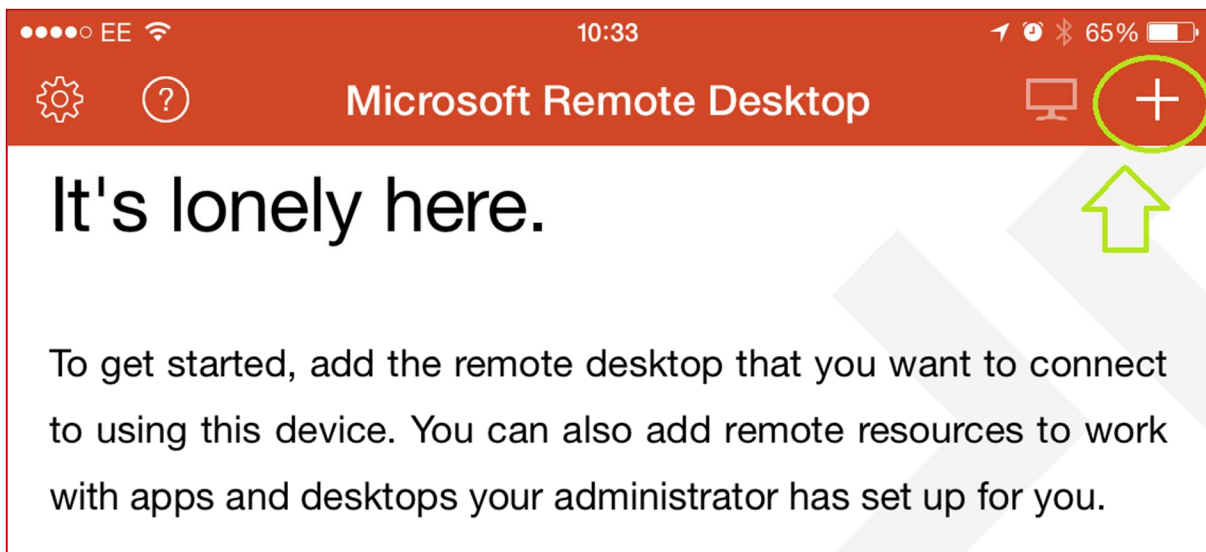 EE 10:33 65%
? Microsoft Remote Desktop
It's lonely here.
To get started, add the remote desktop that you want to connect
to using this device. You can also add remote resources to work
with apps and desktops your administrator has set up for you.